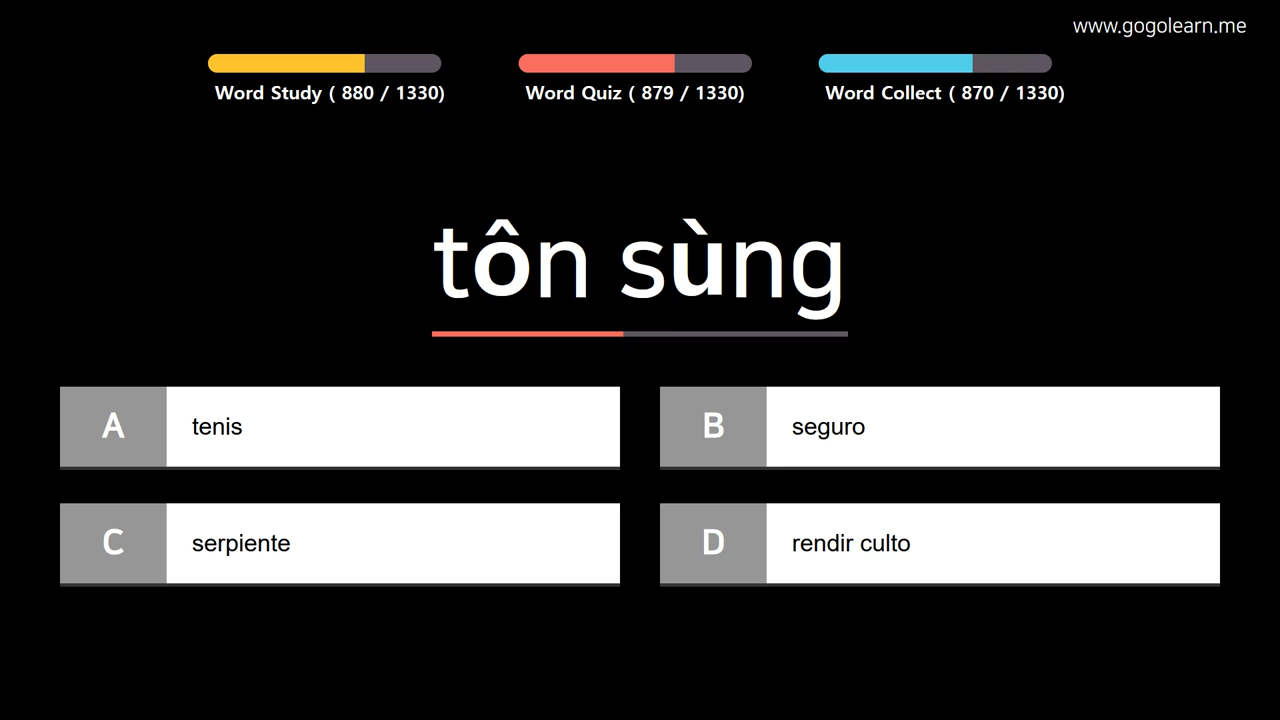 www.gogolearn.me
Word Study ( 880 / 1330)
Word Quiz ( 879 / 1330)
Word Collect ( 870 / 1330)
tôn sùng
A tenis
B seguro
C serpiente
D rendir culto